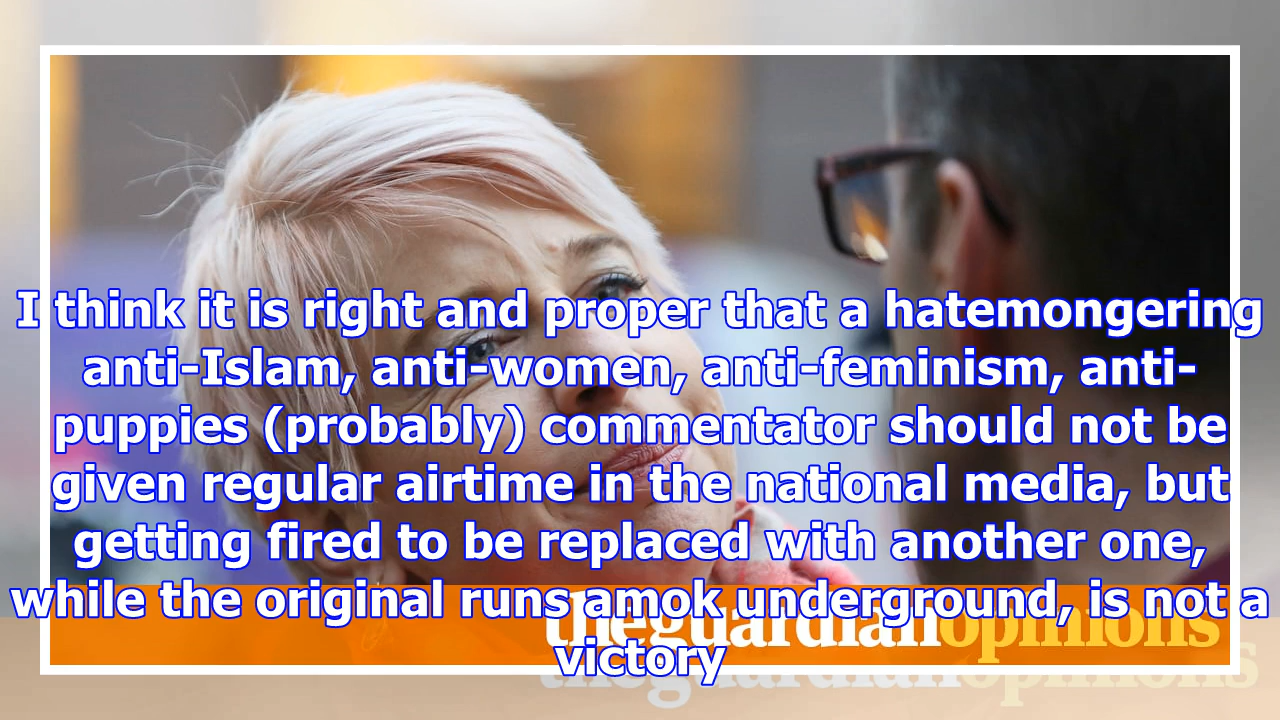 I think it is right and proper that a hatemongering
anti-Islam, anti-women, anti-feminism, anti-
puppies (probably) commentator should not be
given regular airtime in the national media, but
getting fired to be replaced with another one,
while the original runs amok underground, is not a
victory
theguardianopinions
theguardianopinions